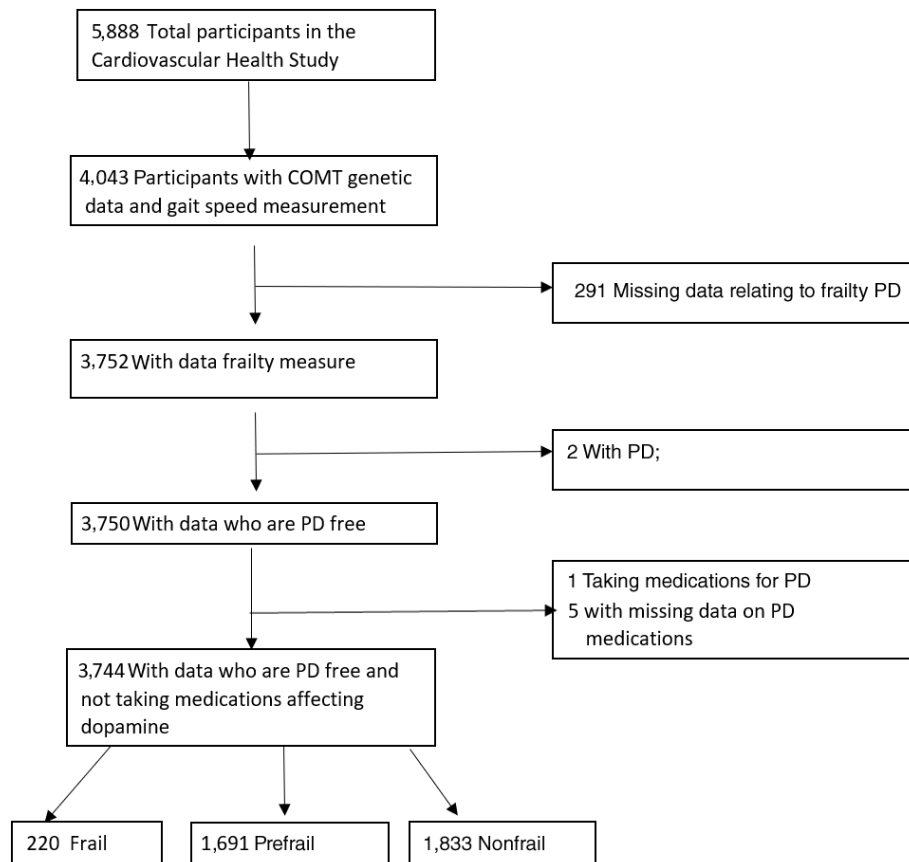 5,888 Total participants in the
Cardiovascular Health Study
4,043 Participants with COMT genetic
data and gait speed measurement
291 Missing data relating to frailty PD
3,752 With data frailty measure
2 With PD;
3,750 With data who are PD free
1 Taking medications for PD
5 with missing data on PD
medications
3,744 With data who are PD free and
not taking medications affecting
dopamine
220 Frail
1,691 Prefrail
1,833 Nonfrail